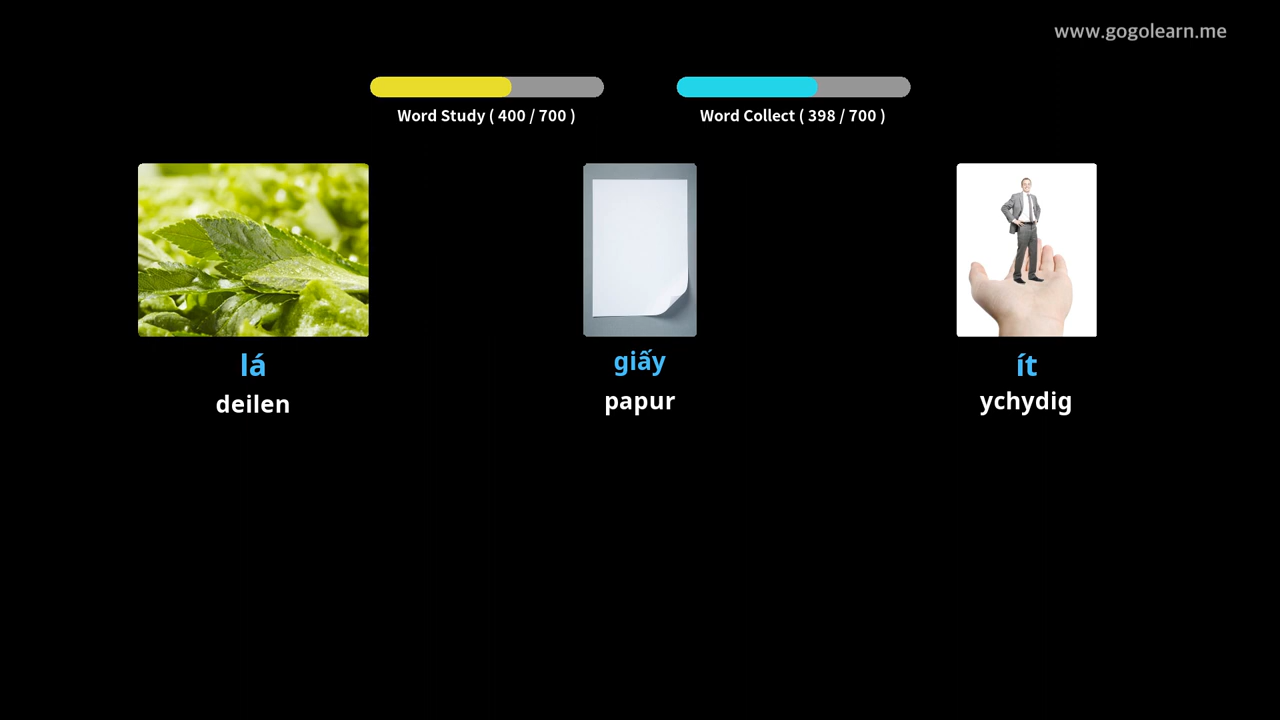 www.gogolearn.me
Word Study ( 400 / 700 )
Word Collect ( 398 / 700 )
lá
deilen
giấy
papur
ít
ychydig